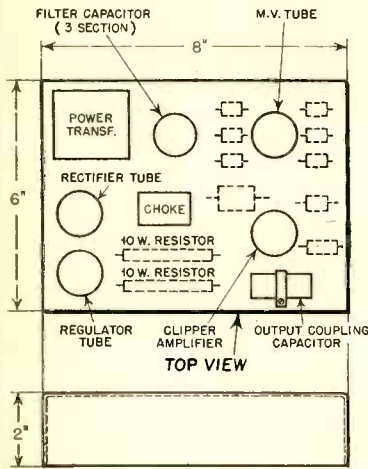 FILTER CAPACITOR
( 3 SECTION )
M.V. TUBE
8"
POWER
TRANSF.
6"
RECTIFIER TUBE
CHOKE
10 W. RESISTOR
10 W. RESISTOR
REGULATOR
TUBE
CLIPPER
AMPLIFIER
OUTPUT COUPLING
CAPACITOR
TOP VIEW
2"